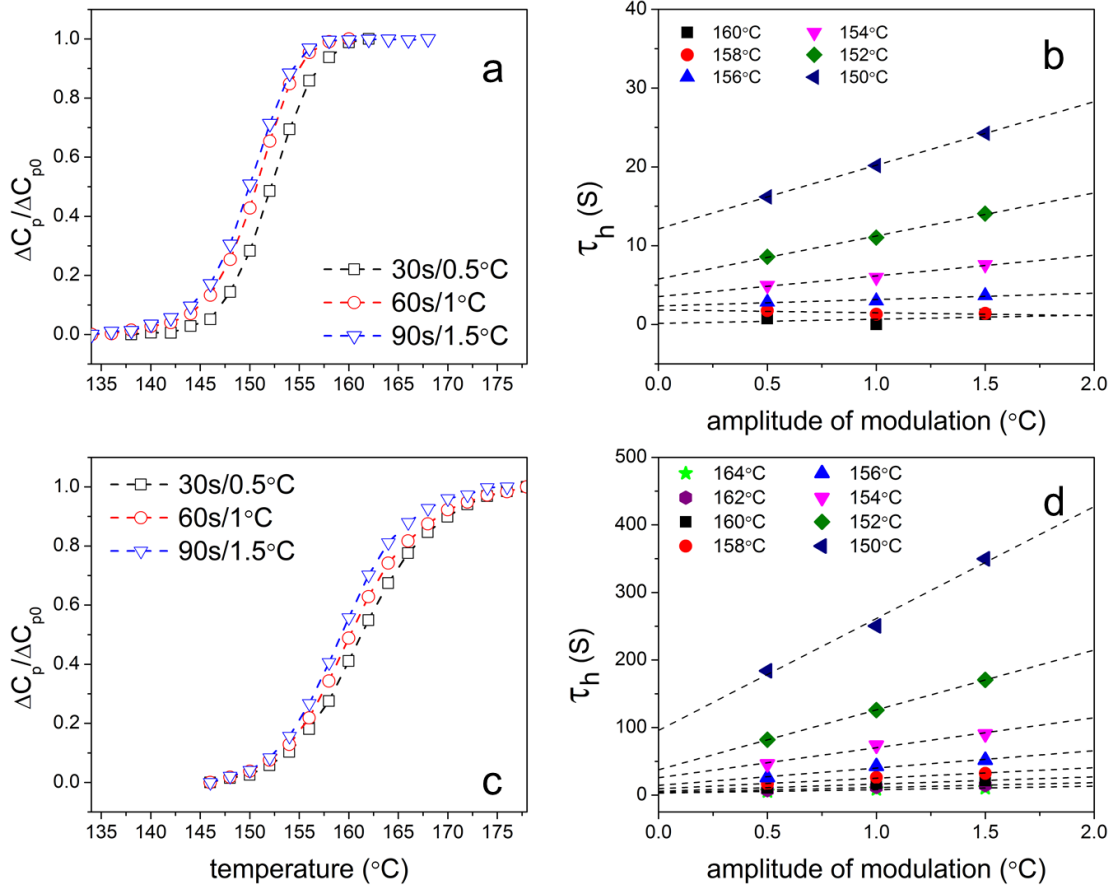 a
1.0
0.8
0.6
0.4
0.2
0.0
ΔCp/ΔCp0
30s/0.5°C
60s/1°C
90s/1.5°C
135 140 145 150 155 160 165 170 175
b
160°C 154°C
158°C 152°C
156°C 150°C
40
30
20
10
0
τh (S)
0.0 0.5 1.0 1.5 2.0
amplitude of modulation (°C)
c
30s/0.5°C
60s/1°C
90s/1.5°C
1.0
0.8
0.6
0.4
0.2
0.0
ΔCp/ΔCp0
135 140 145 150 155 160 165 170 175
temperature (°C)
d
164°C 156°C
162°C 154°C
160°C 152°C
158°C 150°C
500
400
300
200
100
0
τh (S)
0.0 0.5 1.0 1.5 2.0
amplitude of modulation (°C)